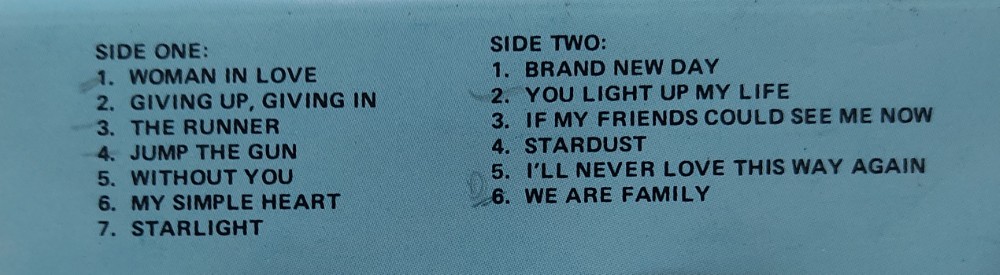 SIDE ONE:
1. WOMAN IN LOVE
2. GIVING UP, GIVING IN
3. THE RUNNER
4. JUMP THE GUN
5. WITHOUT YOU
6. MY SIMPLE HEART
7. STARLIGHT
SIDE TWO:
1. BRAND NEW DAY
2. YOU LIGHT UP MY LIFE
3. IF MY FRIENDS COULD SEE ME NOW
4. STARDUST
5. I'LL NEVER LOVE THIS WAY AGAIN
6. WE ARE FAMILY